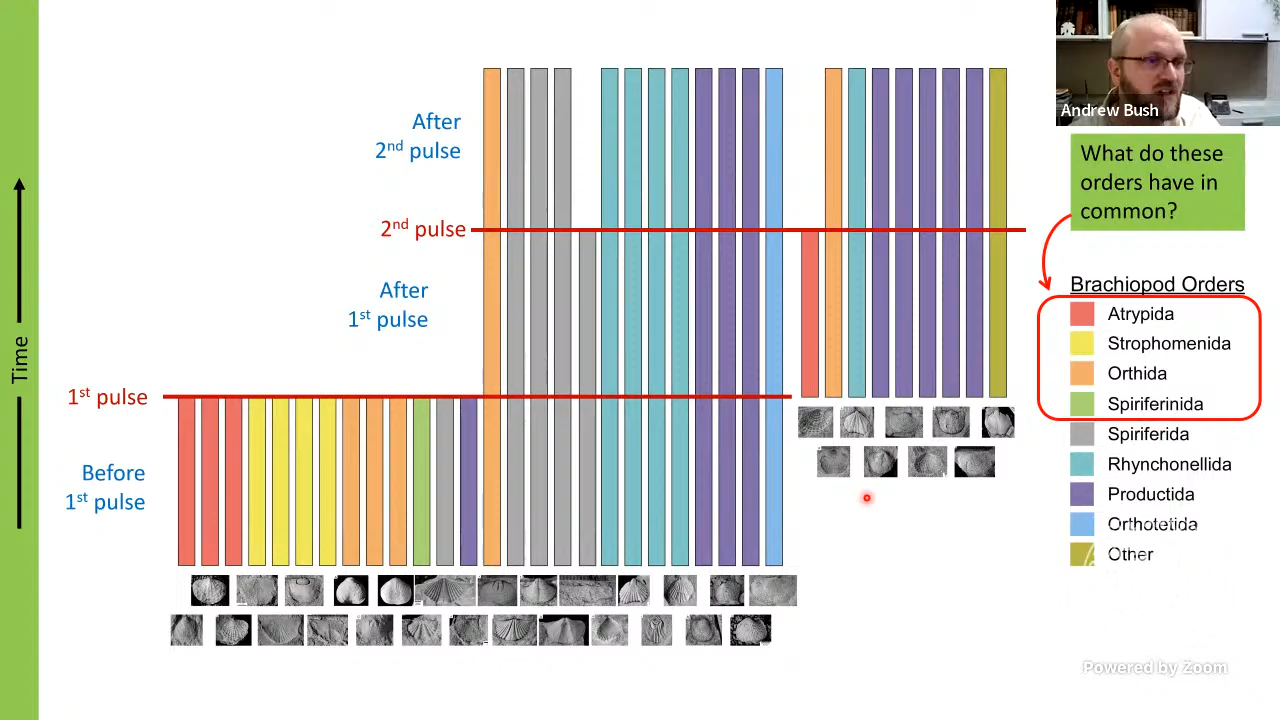 Andrew Bush
What do these
orders have in
common?
After
2nd pulse
2nd pulse
After
1st pulse
1st pulse
Before
1st pulse
Time
Brachiopod Orders
Atrypida
Strophomenida
Orthida
Spiriferinida
Spiriferida
Rhynchonellida
Productida
Orthotetida
Other
Powered by Zoom